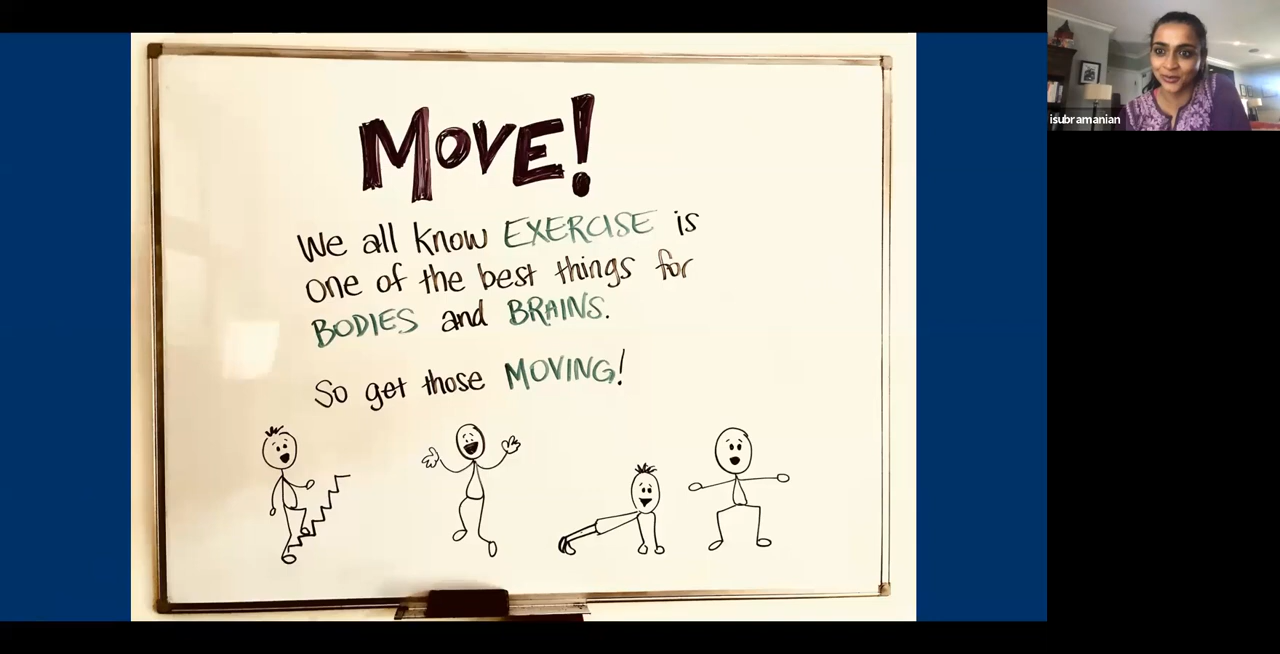 MOVE!
We all know EXERCISE is
one of the best things for
BODIES and BRAINS.
So get those MOVING!
isubramanian